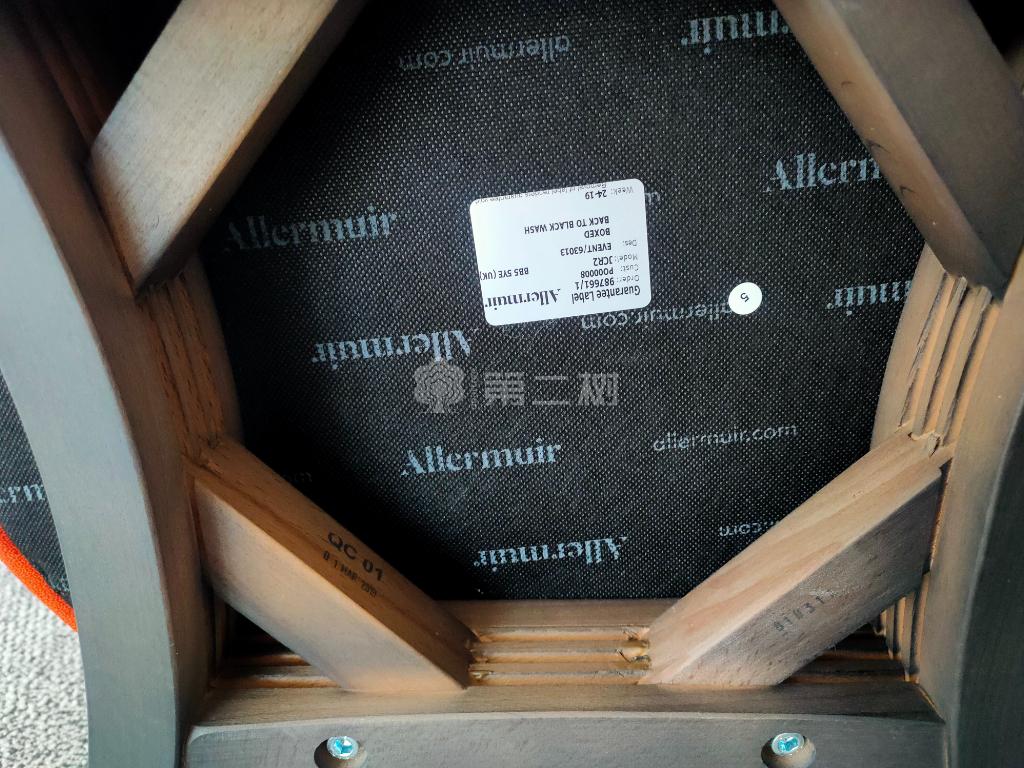 allermuir.com
Allermuir
Allermuir
Allermuir
Guarantee Label
Allermuir
Order: 987661/1
Cust: P000008
BB5 5YE (UK)
Model: JCR2
Des: EVENT/63013
BOXED
BACK TO BLACK WASH
Week: 24-19
5
allermuir.com
Allermuir
Allermuir
第二树
Allermuir
allermuir.com
Allermuir
.com
QC 01